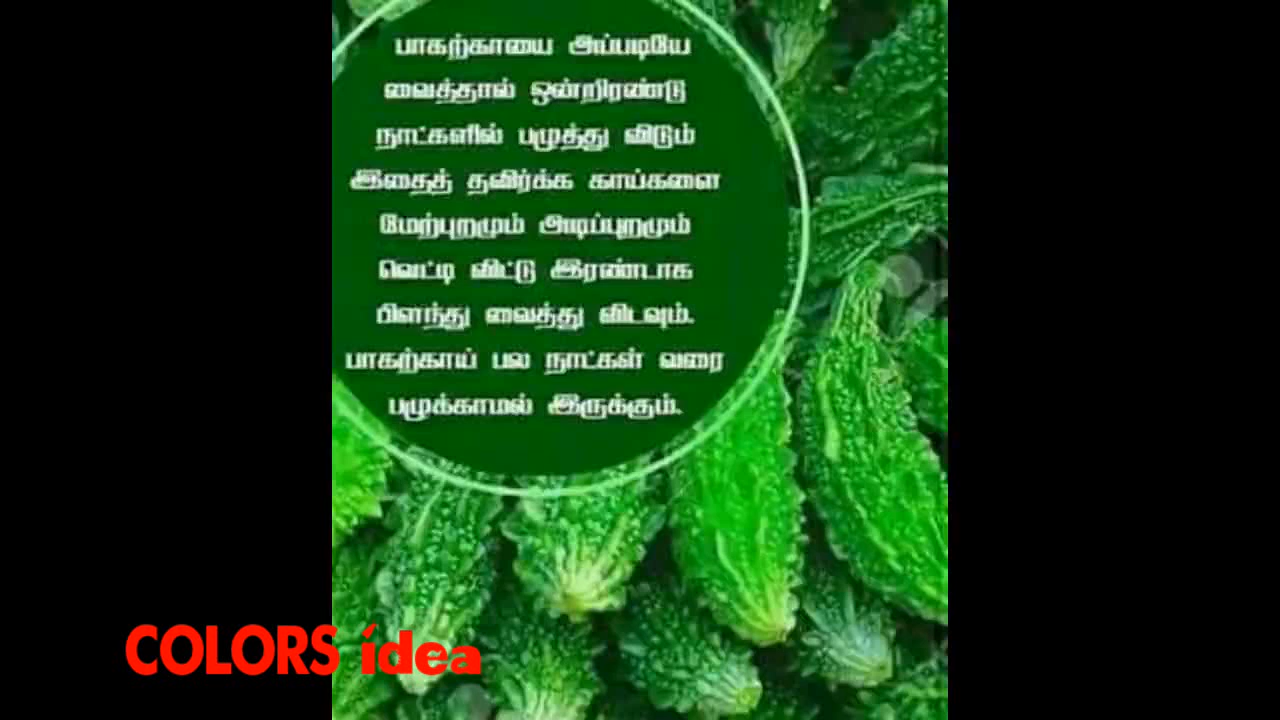 பாகற்காயை அப்படியே
வைத்தால் ஒன்றிரண்டு
நாட்களில் பழுத்து விடும்
இதைத் தவிர்க்க காய்களை
மேற்புறமும் அடிப்புறமும்
வெட்டி விட்டு இரண்டாக
பிளந்து வைத்து விடவும்.
பாகற்காய் பல நாட்கள் வரை
பழுக்காமல் இருக்கும்.
COLORS idea